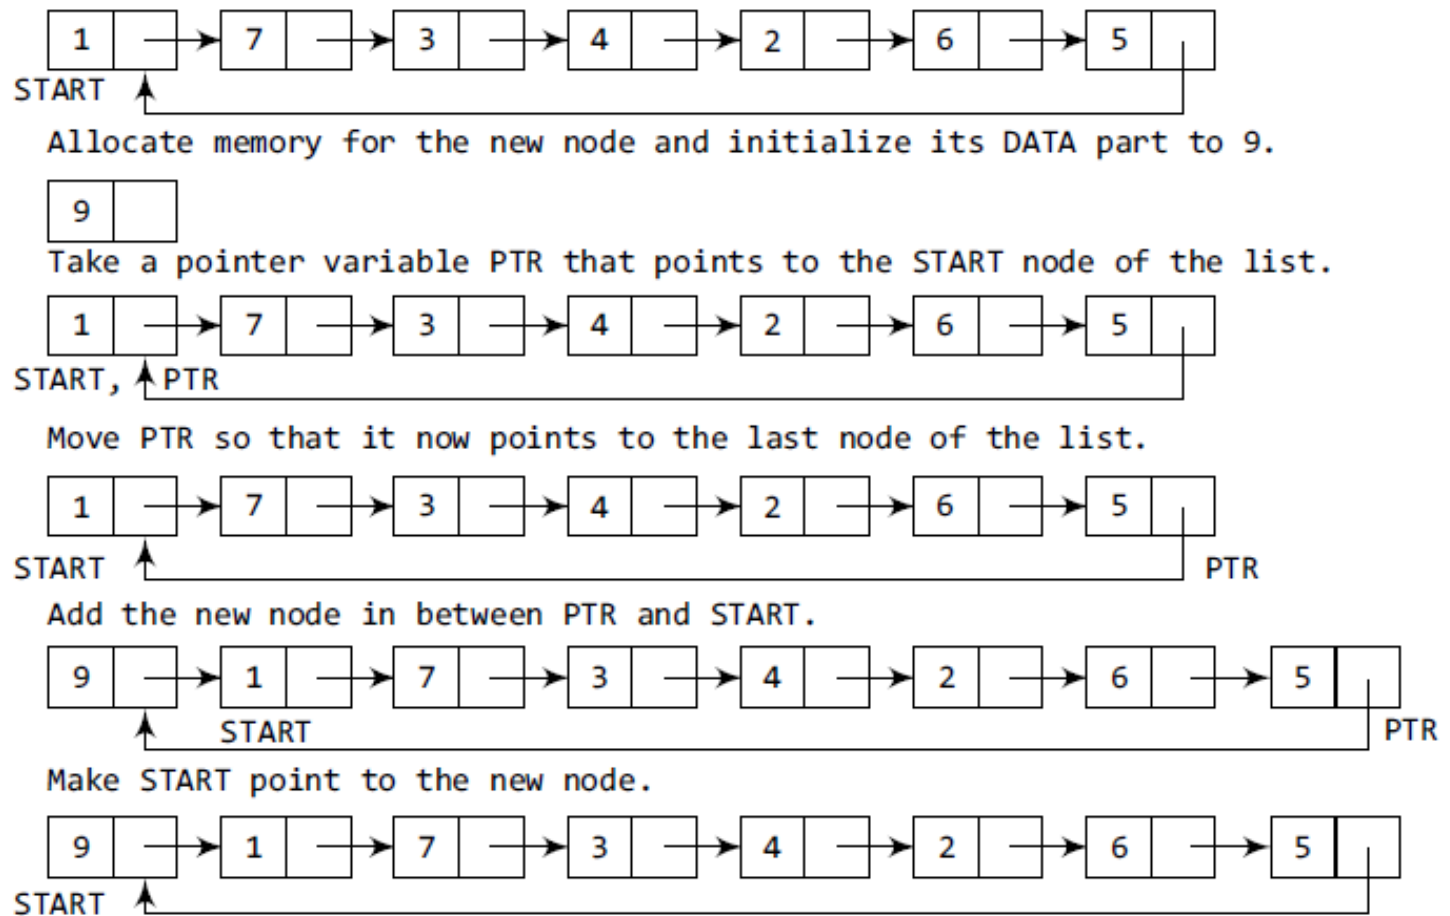 1 7 3 4 2 6 5
START
Allocate memory for the new node and initialize its DATA part to 9.
9
Take a pointer variable PTR that points to the START node of the list.
1 7 3 4 2 6 5
START, PTR
Move PTR so that it now points to the last node of the list.
1 7 3 4 2 6 5
START PTR
Add the new node in between PTR and START.
9 1 7 3 4 2 6 5
START PTR
Make START point to the new node.
9 1 7 3 4 2 6 5
START